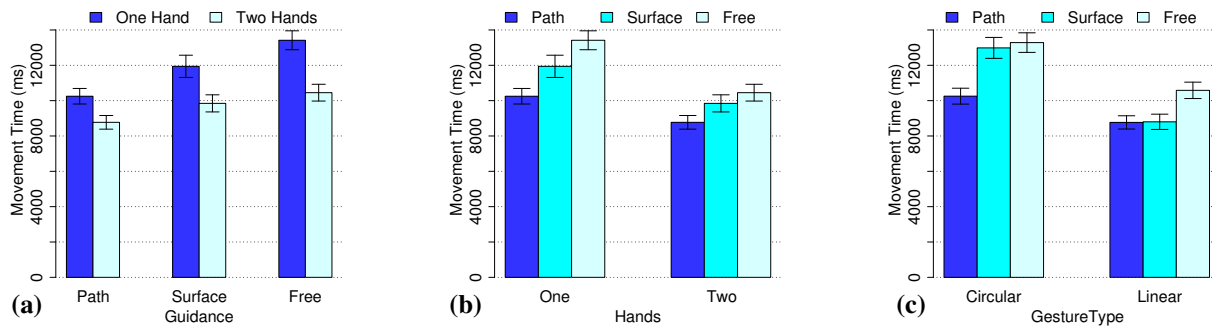 One Hand Two Hands
Movement Time (ms)
0 4000 8000 12000
Path Surface Free
Guidance
(a)
Path Surface Free
Movement Time (ms)
0 4000 8000 12000
One Two
Hands
(b)
Path Surface Free
Movement Time (ms)
0 4000 8000 12000
Circular Linear
GestureType
(c)